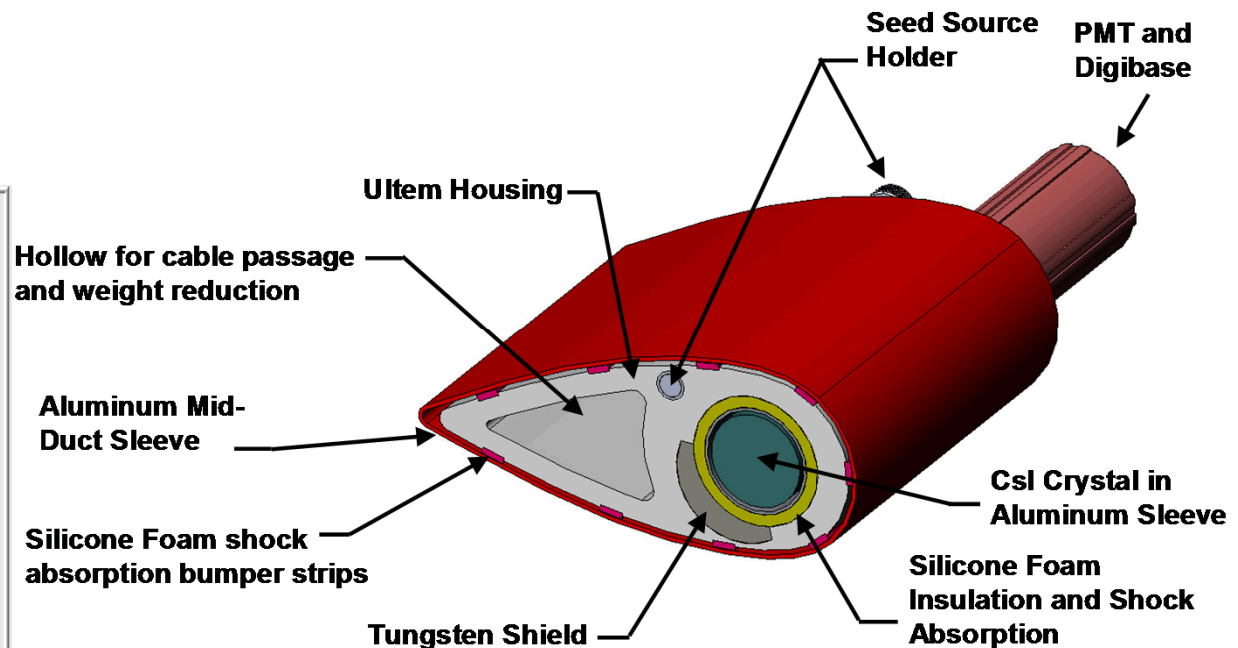 Seed Source
Holder
PMT and
Digibase
Ultem Housing
Hollow for cable passage
and weight reduction
Aluminum Mid-
Duct Sleeve
CsI Crystal in
Aluminum Sleeve
Silicone Foam shock
absorption bumper strips
Silicone Foam
Insulation and Shock
Absorption
Tungsten Shield